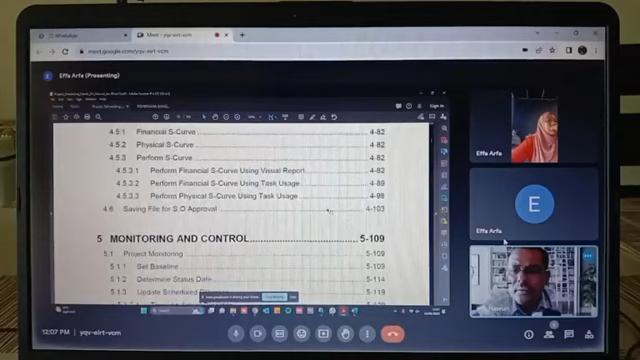 WhatsApp
Meet – yqv-eirt-vcm
meet.google.com/yqv-eirt-vcm
Effa Arfa (Presenting)
Sign in
4.5.1 Financial S-Curve 4-82
4.5.2 Physical S-Curve 4-82
4.5.3 Perform S-Curve 4-82
4.5.3.1 Perform Financial S-Curve Using Visual Report 4-82
4.5.3.2 Perform Financial S-Curve Using Task Usage 4-89
4.5.3.3 Perform Physical S-Curve Using Task Usage 4-98
4.6 Saving File for S.O Approval 4-103
5 MONITORING AND CONTROL 5-109
5.1 Project Monitoring 5-109
5.1.1 Set Baseline 5-109
5.1.2 Determine Status Date 5-114
5.1.3 Update Scheduled
Effa Arfa
E
Effa Arfa
12:07 PM | yqv-eirt-vcm